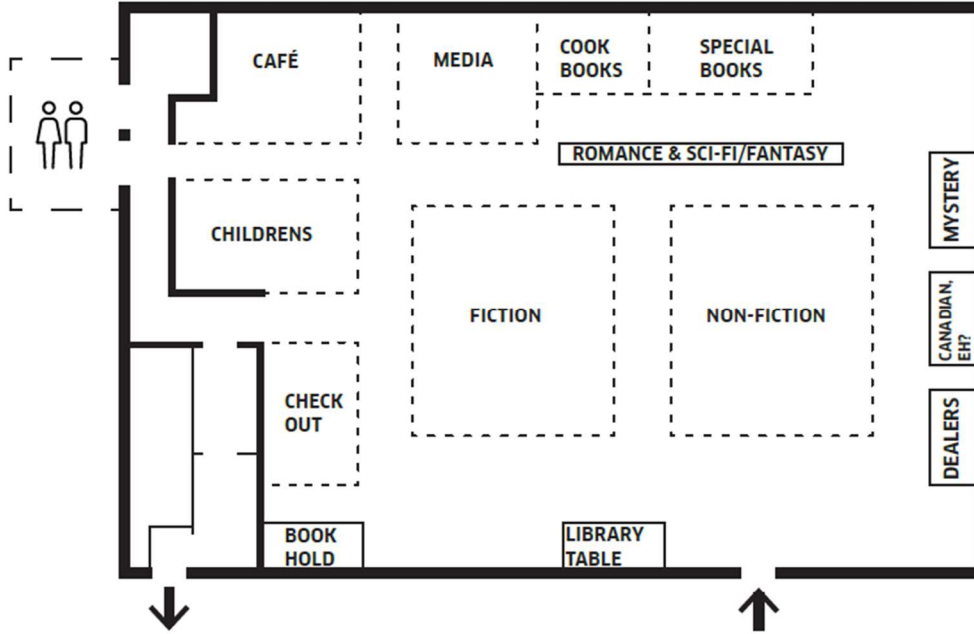 CAFÉ
MEDIA
COOK
BOOKS
SPECIAL
BOOKS
ROMANCE & SCI-FI/FANTASY
MYSTERY
CHILDRENS
FICTION
NON-FICTION
CANADIAN,
EH?
CHECK
OUT
DEALERS
BOOK
HOLD
LIBRARY
TABLE